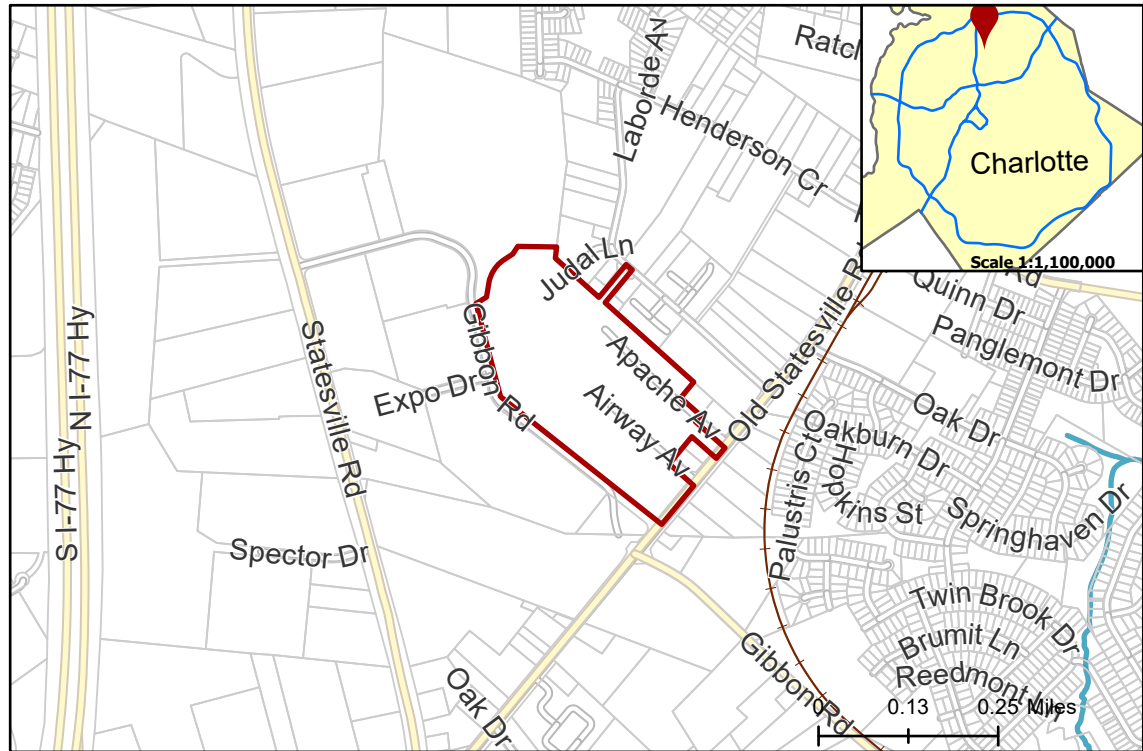 Ratcl
Laborde Av
Henderson Cr
Charlotte
Scale 1:1,100,000
Rd
Judal Ln
Old Statesville Rd
Quinn Dr
Panglemont Dr
S I-77 Hy
N I-77 Hy
Statesville Rd
Gibbon Rd
Expo Dr
Apache Av
Airway Av
Oak Dr
Oakburn Dr
Palustris Ct
Hopkins St
Springhaven Dr
Spector Dr
Twin Brook Dr
Brumit Ln
Reedmont Ln
Gibbon Rd
Oak Dr
0 0.13 0.25 Miles